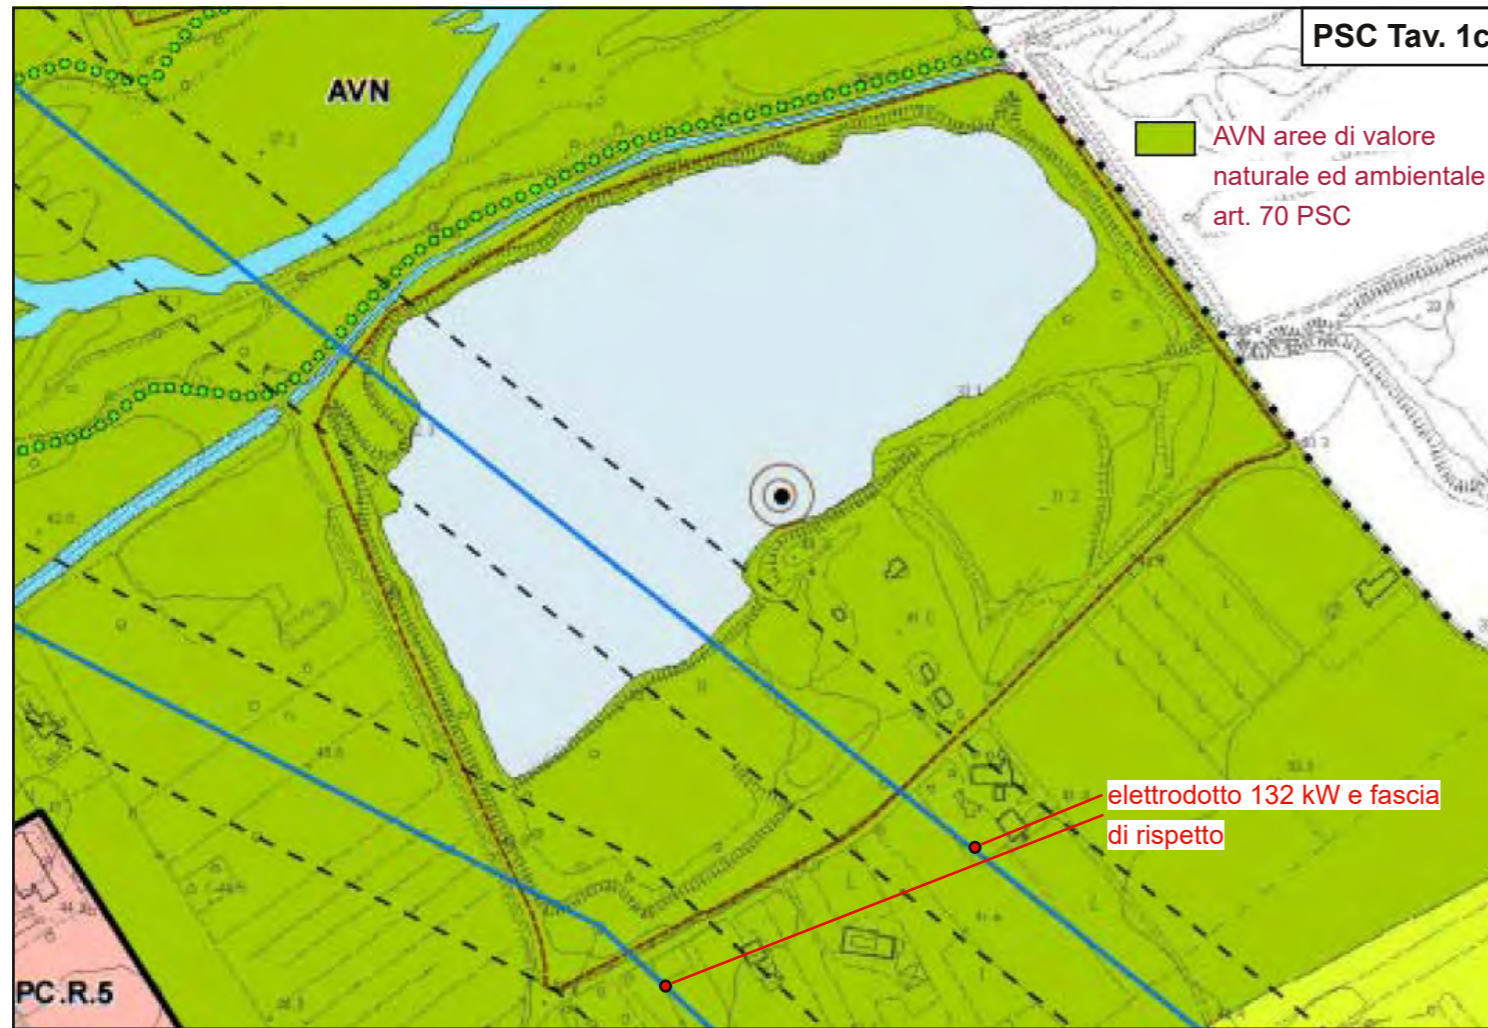 PSC Tav. 1c
AVN
AVN aree di valore
naturale ed ambientale
art. 70 PSC
elettrodotto 132 kW e fascia
di rispetto
PC.R.5